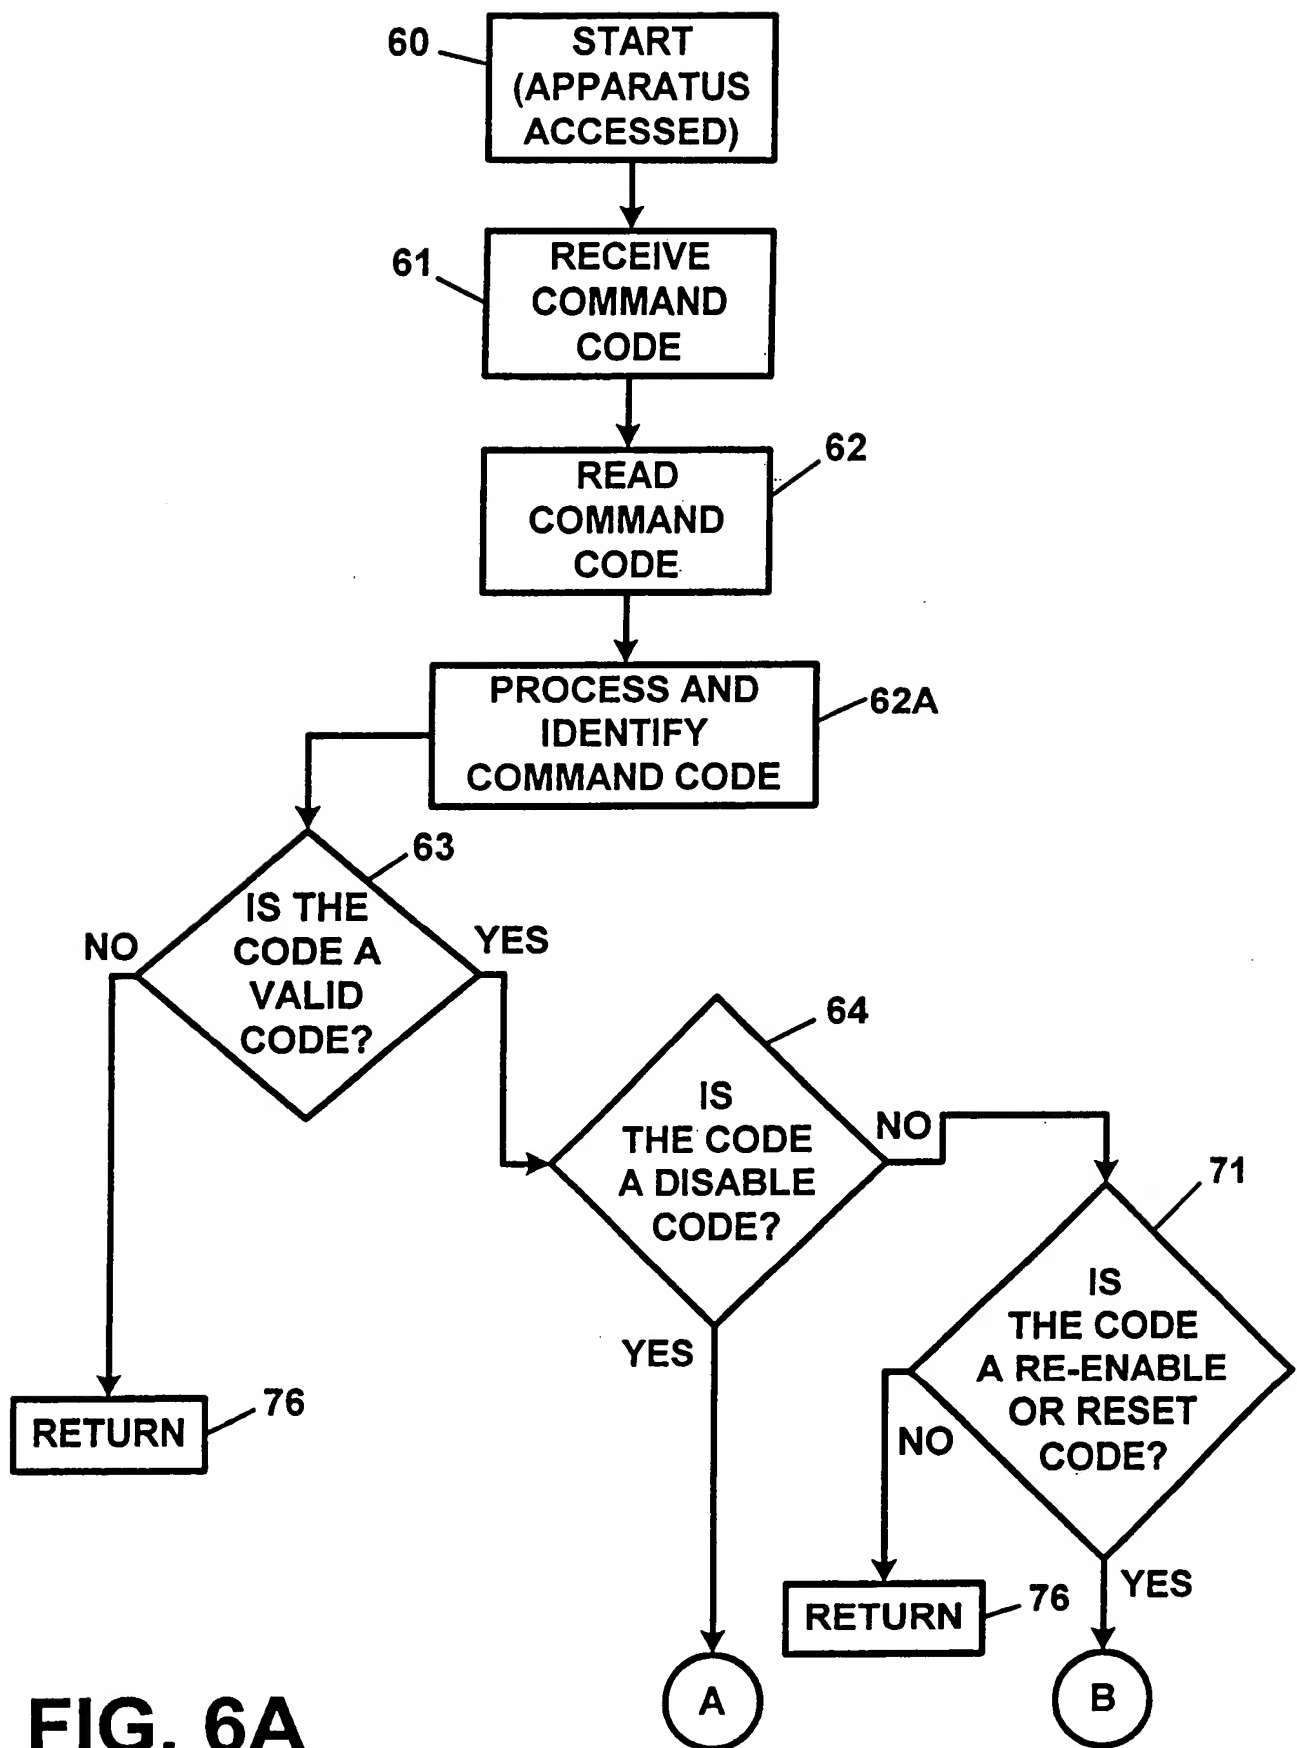 60
START
(APPARATUS
ACCESSED)
61
RECEIVE
COMMAND
CODE
62
READ
COMMAND
CODE
62A
PROCESS AND
IDENTIFY
COMMAND CODE
63
IS THE
CODE A
VALID
CODE?
NO
YES
64
IS
THE CODE
A DISABLE
CODE?
NO
YES
71
IS
THE CODE
A RE-ENABLE
OR RESET
CODE?
NO
YES
RETURN
76
RETURN
76
A
B
FIG. 6A